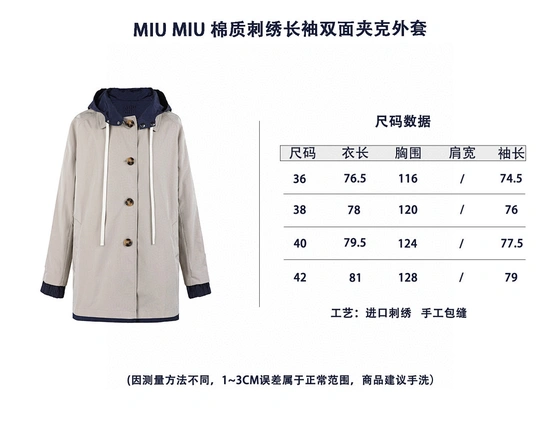 MIU MIU 棉质刺绣长袖双面夹克外套
尺码数据
尺码 衣长 胸围 肩宽 袖长
36 76.5 116 / 74.5
38 78 120 / 76
40 79.5 124 / 77.5
42 81 128 / 79
工艺：进口刺绣 手工包缝
(因测量方法不同，1~3CM误差属于正常范围，商品建议手洗)